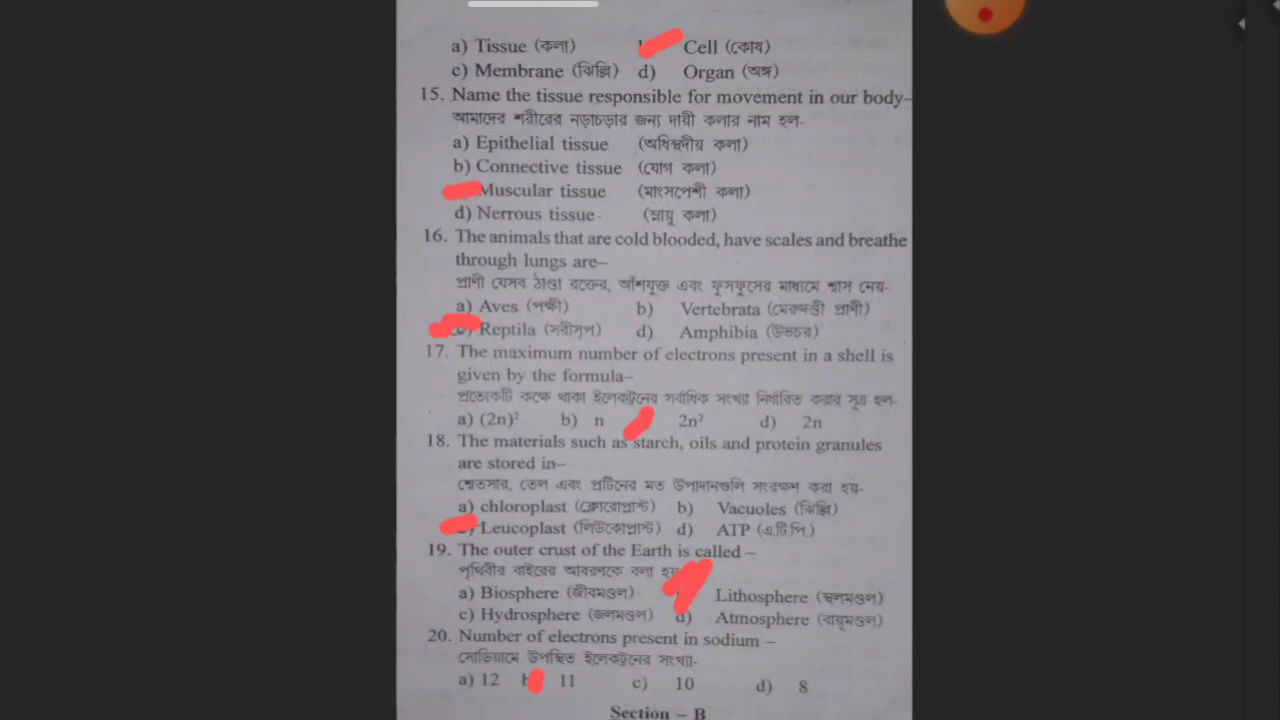 a) Tissue (কলা) Cell (কোষ)
c) Membrane (ঝিল্লি) d) Organ (অঙ্গ)
15. Name the tissue responsible for movement in our body–
আমাদের শরীরের নড়াচড়ার জন্য দায়ী কলার নাম হল-
a) Epithelial tissue (অধিস্বদীয় কলা)
b) Connective tissue (যোগ কলা)
Muscular tissue (মাংসপেশী কলা)
d) Nerrous tissue (স্নায়ু কলা)
16. The animals that are cold blooded, have scales and breathe
through lungs are–
প্রাণী যেসব ঠাণ্ডা রক্তের, আঁশযুক্ত এবং ফুসফুসের মাধ্যমে শ্বাস নেয়-
a) Aves (পক্ষী) b) Vertebrata (মেরুদণ্ডী প্রাণী)
Reptila (সরীসৃপ) d) Amphibia (উভচর)
17. The maximum number of electrons present in a shell is
given by the formula–
প্রত্যেকটি কক্ষে থাকা ইলেকট্রনের সর্বাধিক সংখ্যা নির্ধারিত করার সূত্র হল-
a) (2n)² b) n 2n² d) 2n
18. The materials such as starch, oils and protein granules
are stored in–
শ্বেতসার, তেল এবং প্রটিনের মত উপাদানগুলি সংরক্ষণ করা হয়-
a) chloroplast (ক্লোরোপ্লাস্ট) b) Vacuoles (ঝিল্লি)
Leucoplast (লিউকোপ্লাস্ট) d) ATP (এ.টি.পি.)
19. The outer crust of the Earth is called –
পৃথিবীর বাইরের আবরণকে বলা হয়
a) Biosphere (জীবমণ্ডল) Lithosphere (স্থলমণ্ডল)
c) Hydrosphere (জলমণ্ডল) d) Atmosphere (বায়ূমণ্ডল)
20. Number of electrons present in sodium –
সোডিয়ামে উপস্থিত ইলেকট্রনের সংখ্যা-
a) 12 11 c) 10 d) 8
Section – B